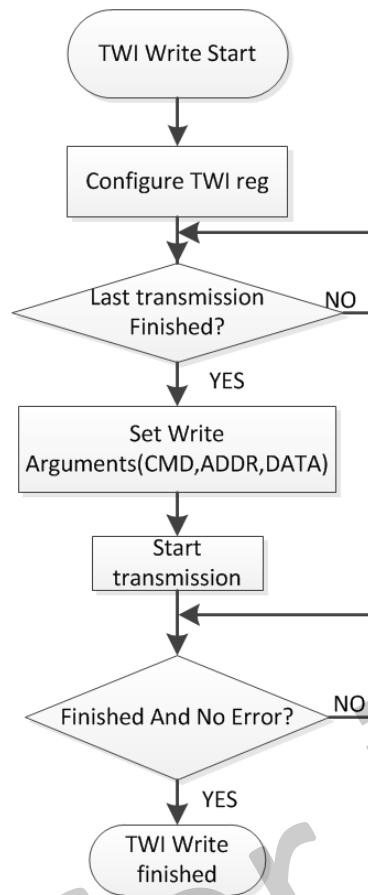 TWI Write Start
Configure TWI reg
Last transmission
Finished?
NO
YES
Set Write
Arguments(CMD,ADDR,DATA)
Start
transmission
Finished And No Error?
NO
YES
TWI Write
finished